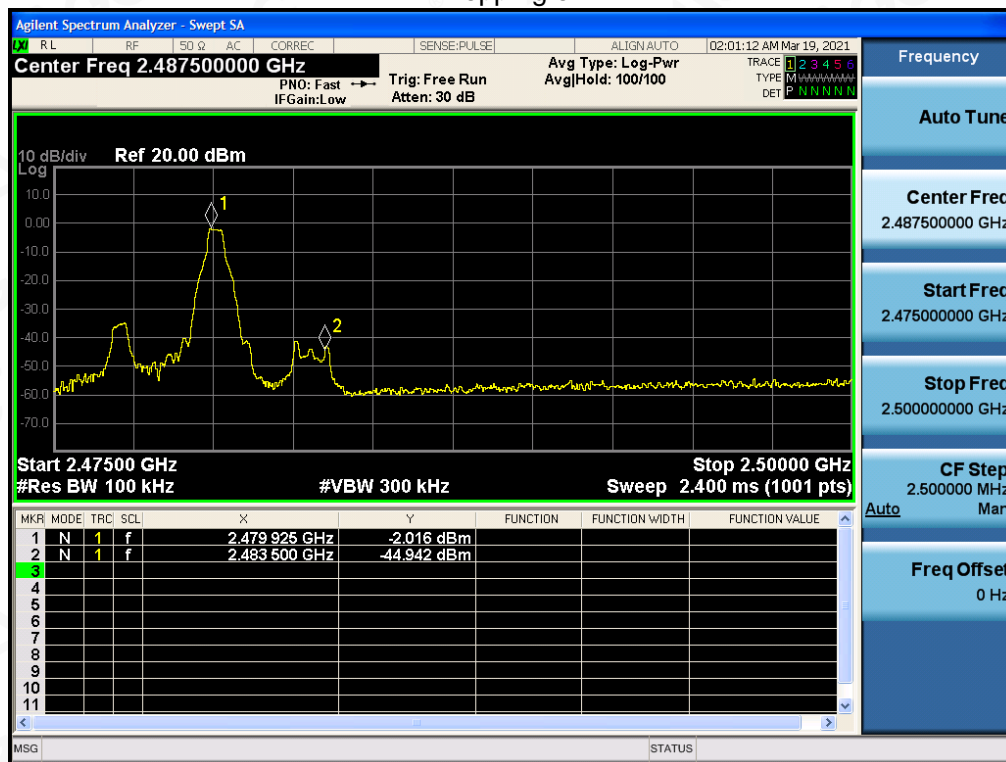 Agilent Spectrum Analyzer - Swept SA
LXI RL RF 50 Ω AC CORREC SENSE:PULSE ALIGN AUTO 02:01:12 AM Mar 19, 2021
Center Freq 2.487500000 GHz
PNO: Fast
IFGain:Low
Trig: Free Run
Atten: 30 dB
Avg Type: Log-Pwr
Avg|Hold: 100/100
TRACE 1 2 3 4 5 6
TYPE M
DET P N N N N N
10 dB/div Ref 20.00 dBm
Log
10.0
0.00
-10.0
-20.0
-30.0
-40.0
-50.0
-60.0
-70.0
1
2
Start 2.47500 GHz Stop 2.50000 GHz
#Res BW 100 kHz #VBW 300 kHz Sweep 2.400 ms (1001 pts)
MKR MODE TRC SCL X Y FUNCTION FUNCTION WIDTH FUNCTION VALUE
1 N 1 f 2.479 925 GHz -2.016 dBm
2 N 1 f 2.483 500 GHz -44.942 dBm
3
4
5
6
7
8
9
10
11
MSG STATUS
Frequency
Auto Tune
Center Freq
2.487500000 GHz
Start Freq
2.475000000 GHz
Stop Freq
2.500000000 GHz
CF Step
2.500000 MHz
Auto Man
Freq Offset
0 Hz